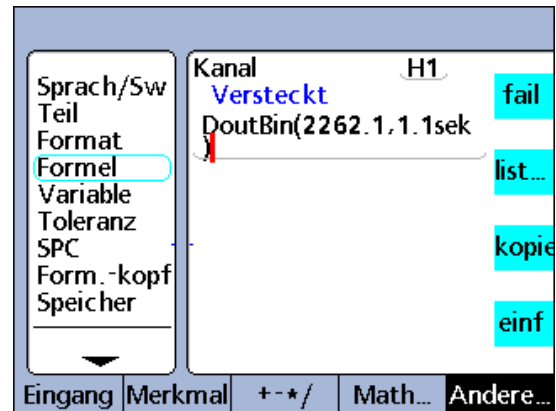 Sprach/Sw
Teil
Format
Formel
Variable
Toleranz
SPC
Form.-kopf
Speicher
Kanal H1
Versteckt
DoutBin(2262.1,1.1sek
)
fail
list...
kopie
einf
Eingang Merkmal +-*/ Math... Andere...